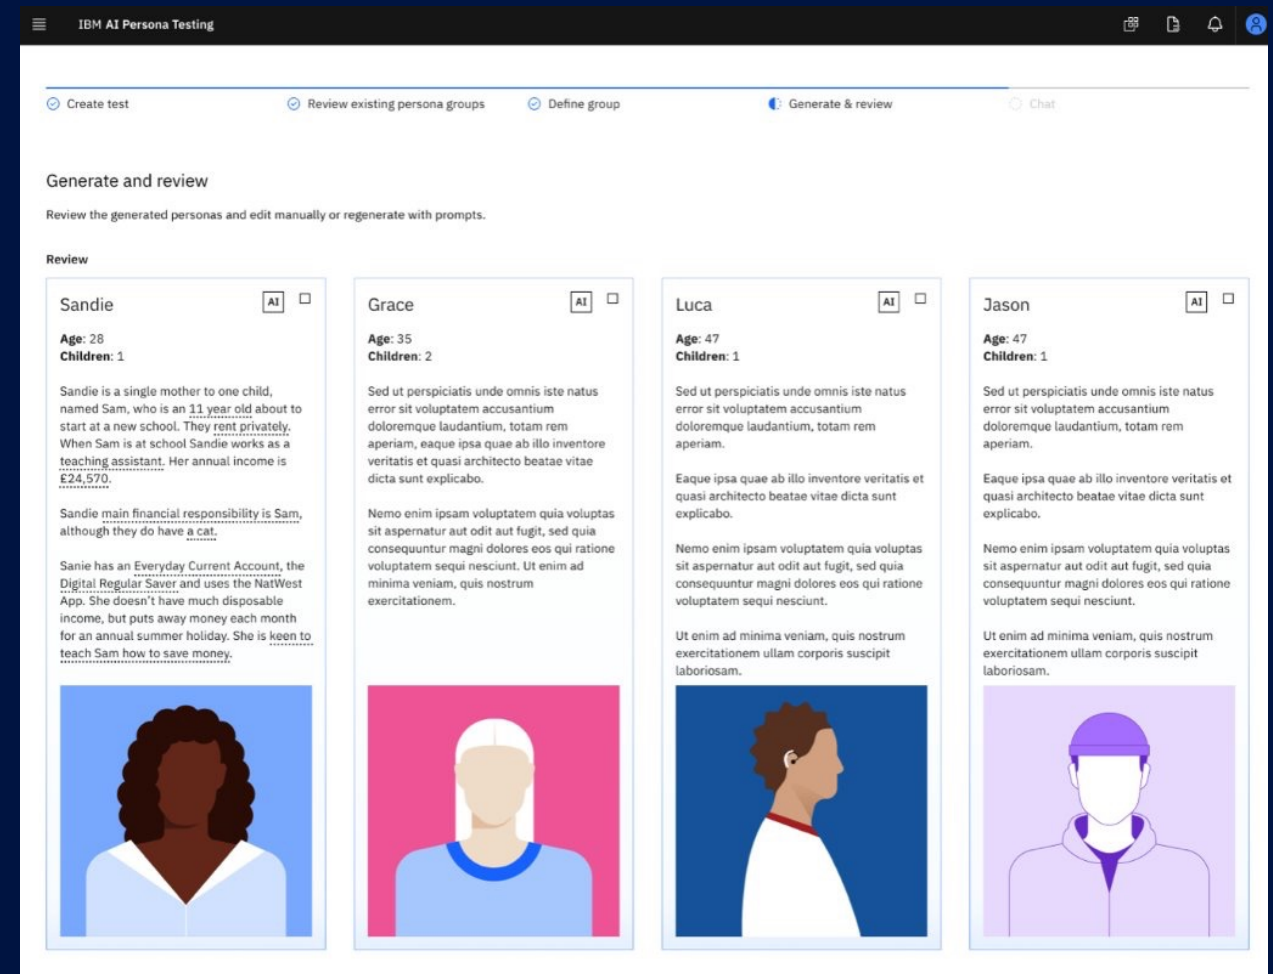 IBM AI Persona Testing
Create test
Review existing persona groups
Define group
Generate & review
Chat
Generate and review
Review the generated personas and edit manually or regenerate with prompts.
Review
Sandie
AI
Age: 28
Children: 1
Sandie is a single mother to one child,
named Sam, who is an 11 year old about to
start at a new school. They rent privately.
When Sam is at school Sandie works as a
teaching assistant. Her annual income is
£24,570.
Sandie main financial responsibility is Sam,
although they do have a cat.
Sanie has an Everyday Current Account, the
Digital Regular Saver and uses the NatWest
App. She doesn't have much disposable
income, but puts away money each month
for an annual summer holiday. She is keen to
teach Sam how to save money.
Grace
AI
Age: 35
Children: 2
Sed ut perspiciatis unde omnis iste natus
error sit voluptatem accusantium
doloremque laudantium, totam rem
aperiam, eaque ipsa quae ab illo inventore
veritatis et quasi architecto beatae vitae
dicta sunt explicabo.
Nemo enim ipsam voluptatem quia voluptas
sit aspernatur aut odit aut fugit, sed quia
consequuntur magni dolores eos qui ratione
voluptatem sequi nesciunt. Ut enim ad
minima veniam, quis nostrum
exercitationem.
Luca
AI
Age: 47
Children: 1
Sed ut perspiciatis unde omnis iste natus
error sit voluptatem accusantium
doloremque laudantium, totam rem
aperiam.
Eaque ipsa quae ab illo inventore veritatis et
quasi architecto beatae vitae dicta sunt
explicabo.
Nemo enim ipsam voluptatem quia voluptas
sit aspernatur aut odit aut fugit, sed quia
consequuntur magni dolores eos qui ratione
voluptatem sequi nesciunt.
Ut enim ad minima veniam, quis nostrum
exercitationem ullam corporis suscipit
laboriosam.
Jason
AI
Age: 47
Children: 1
Sed ut perspiciatis unde omnis iste natus
error sit voluptatem accusantium
doloremque laudantium, totam rem
aperiam.
Eaque ipsa quae ab illo inventore veritatis et
quasi architecto beatae vitae dicta sunt
explicabo.
Nemo enim ipsam voluptatem quia voluptas
sit aspernatur aut odit aut fugit, sed quia
consequuntur magni dolores eos qui ratione
voluptatem sequi nesciunt.
Ut enim ad minima veniam, quis nostrum
exercitationem ullam corporis suscipit
laboriosam.